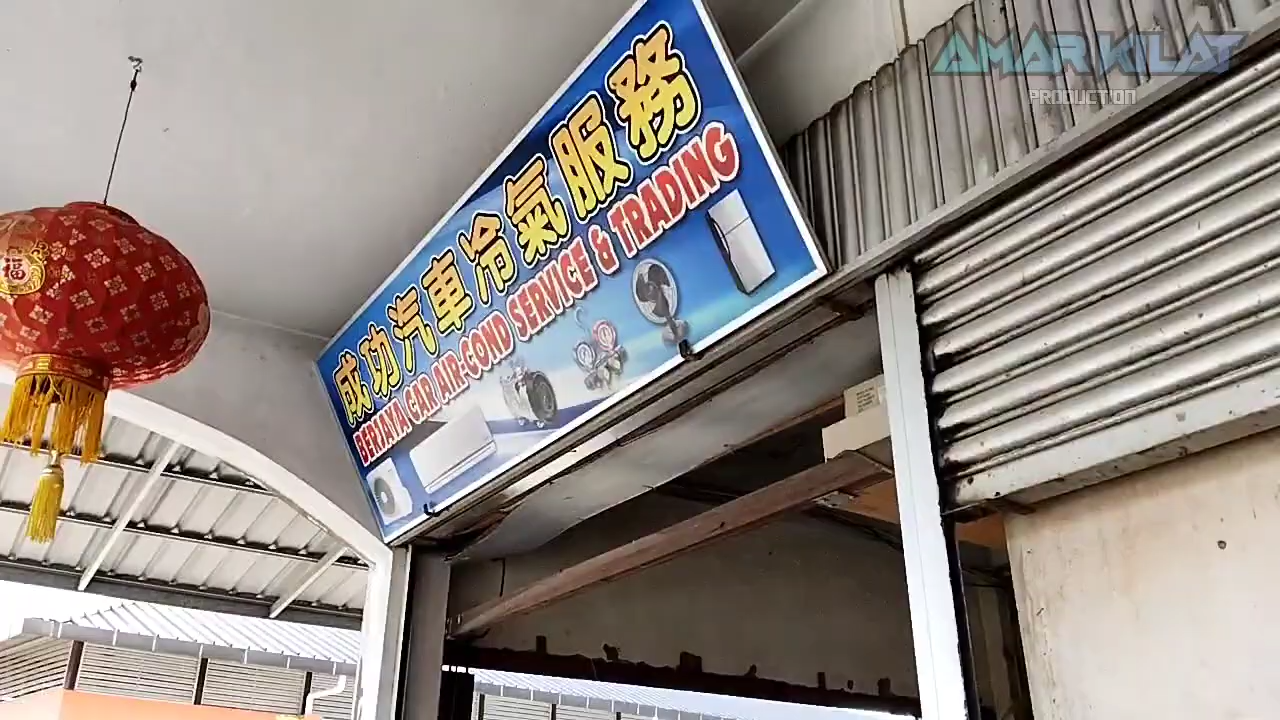 AMAR KILAT
PRODUCTION
成功汽車冷氣服務
BERJAYA CAR AIR-COND SERVICE & TRADING
福